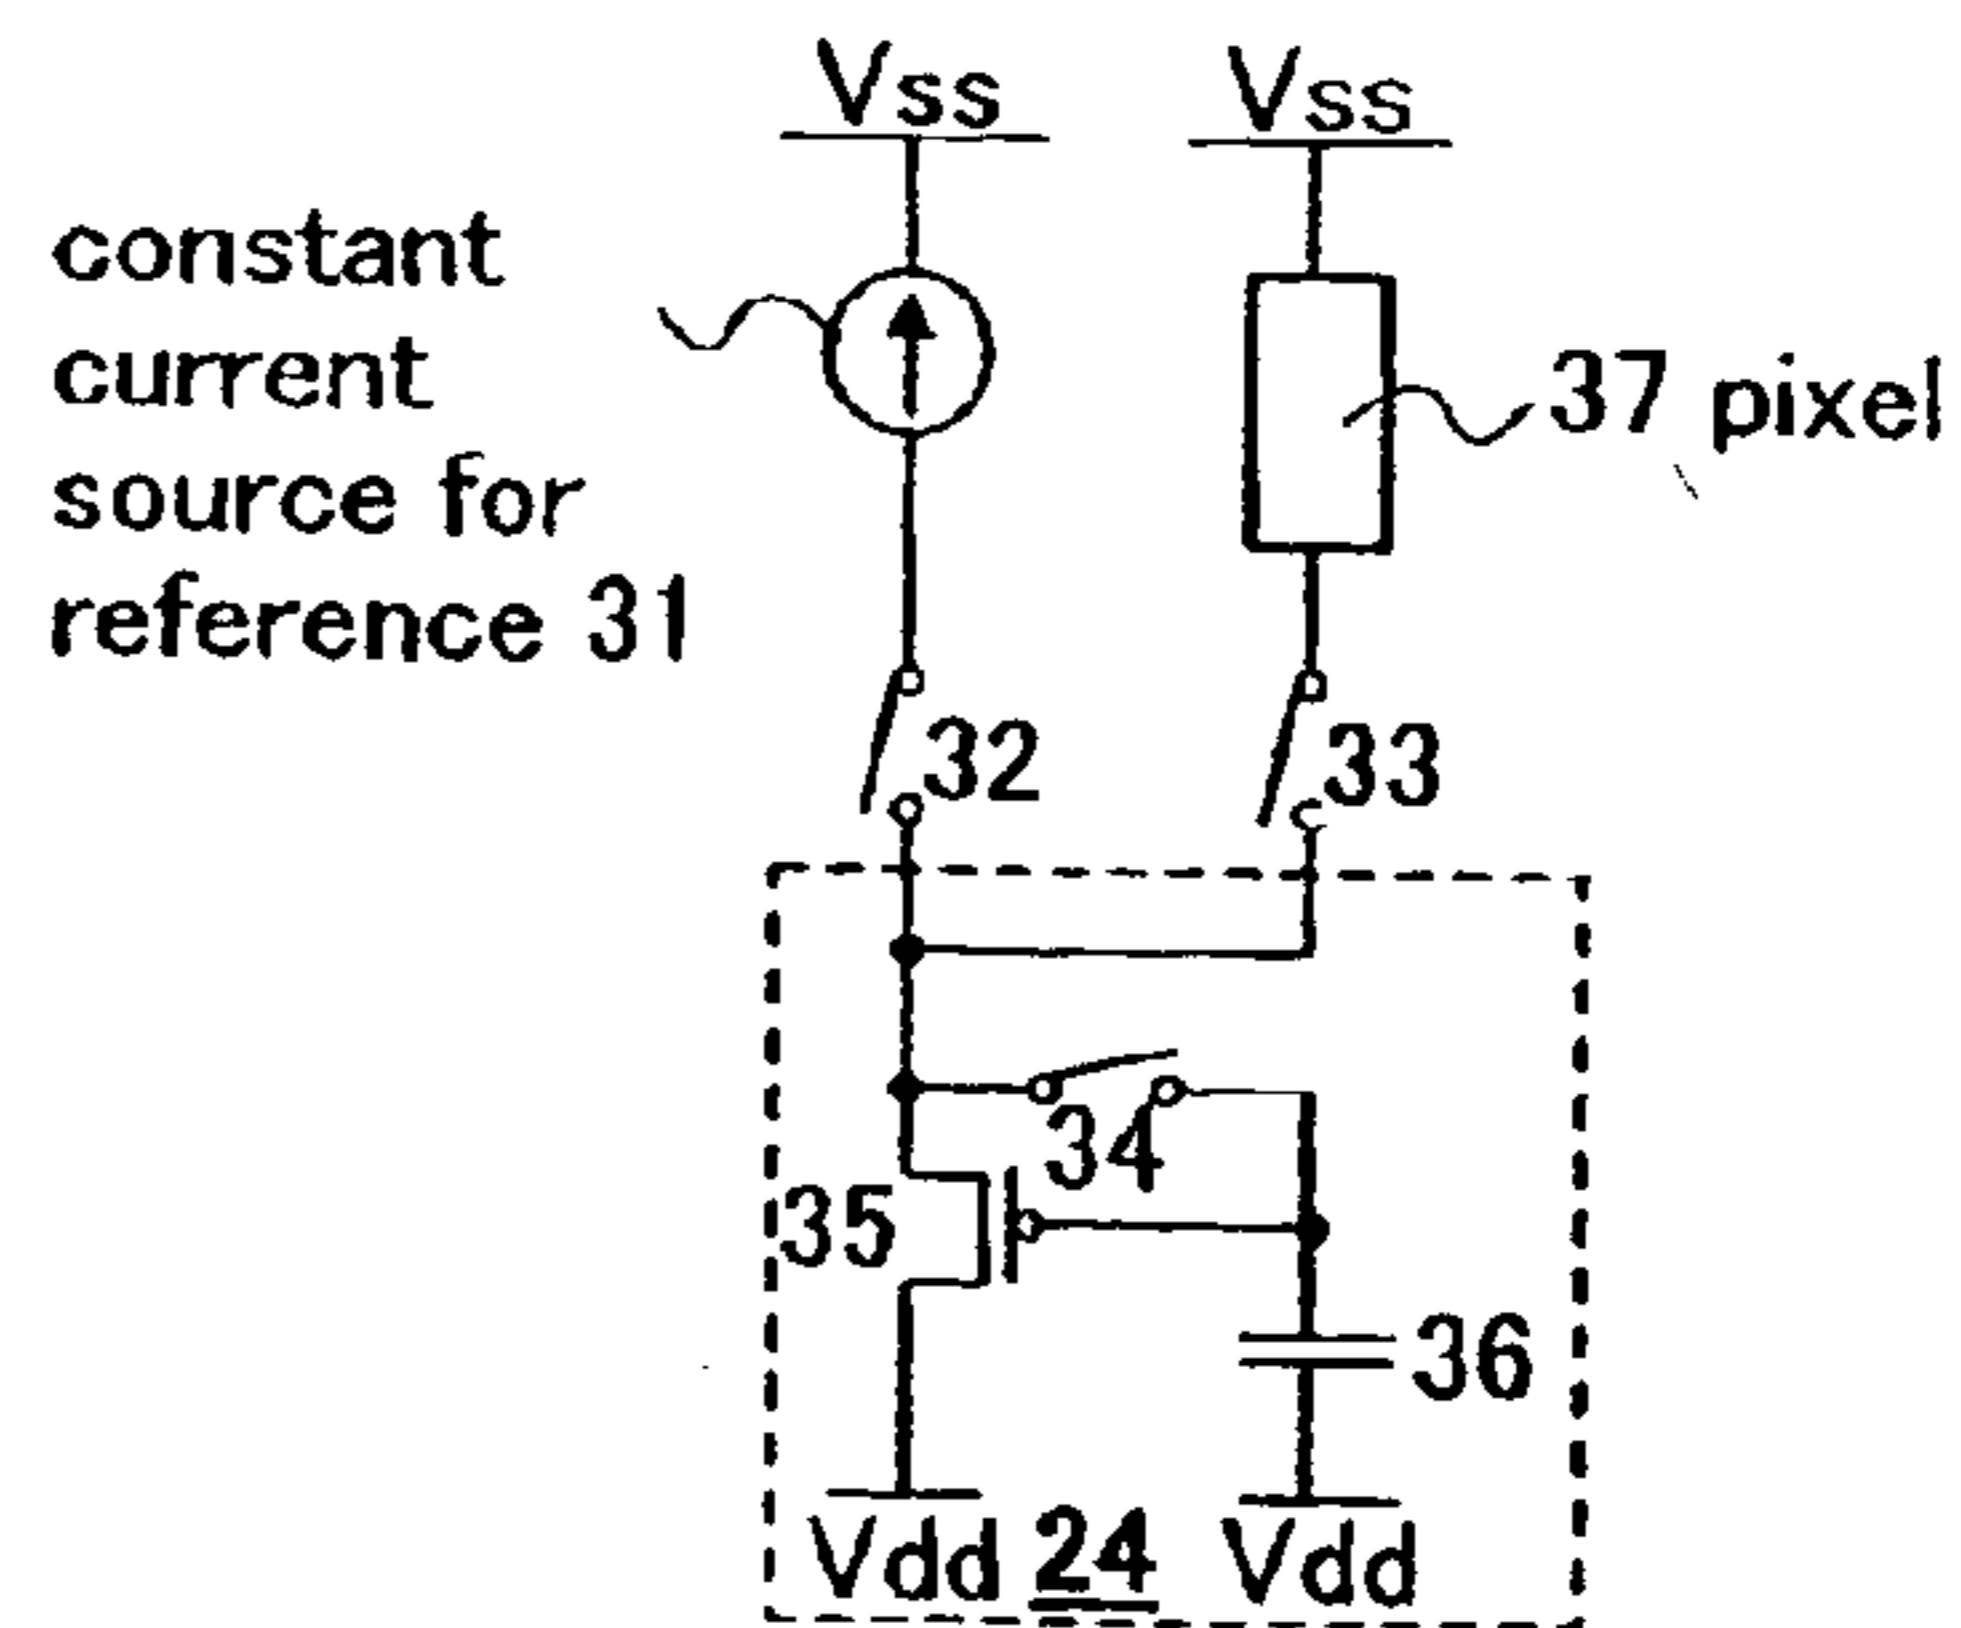 Vss
Vss
constant
current
source for
reference 31
37 pixel
32
33
34
35
36
Vdd
24
Vdd